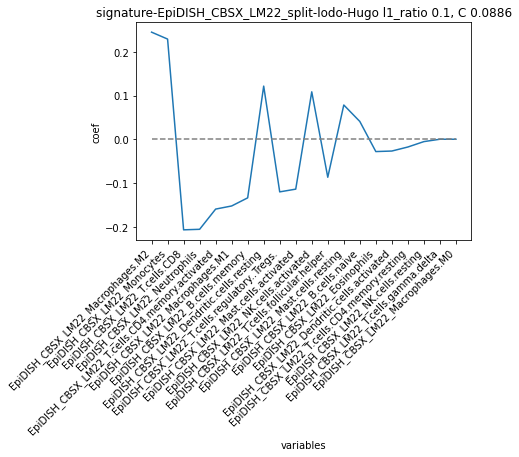 signature-EpiDISH_CBSX_LM22_split-lodo-Hugo l1_ratio 0.1, C 0.0886
0.2
0.1
0.0
−0.1
−0.2
coef
EpiDISH_CBSX_LM22_Macrophages.M2
EpiDISH_CBSX_LM22_Monocytes
EpiDISH_CBSX_LM22_T.cells.CD8
EpiDISH_CBSX_LM22_Neutrophils
EpiDISH_CBSX_LM22_T.cells.CD4.memory.activated
EpiDISH_CBSX_LM22_Macrophages.M1
EpiDISH_CBSX_LM22_B.cells.memory
EpiDISH_CBSX_LM22_Dendritic.cells.resting
EpiDISH_CBSX_LM22_T.cells.regulatory..Tregs.
EpiDISH_CBSX_LM22_Mast.cells.activated
EpiDISH_CBSX_LM22_NK.cells.activated
EpiDISH_CBSX_LM22_T.cells.follicular.helper
EpiDISH_CBSX_LM22_Mast.cells.resting
EpiDISH_CBSX_LM22_B.cells.naive
EpiDISH_CBSX_LM22_Eosinophils
EpiDISH_CBSX_LM22_Dendritic.cells.activated
EpiDISH_CBSX_LM22_T.cells.CD4.memory.resting
EpiDISH_CBSX_LM22_NK.cells.resting
EpiDISH_CBSX_LM22_T.cells.gamma.delta
EpiDISH_CBSX_LM22_Macrophages.M0
variables